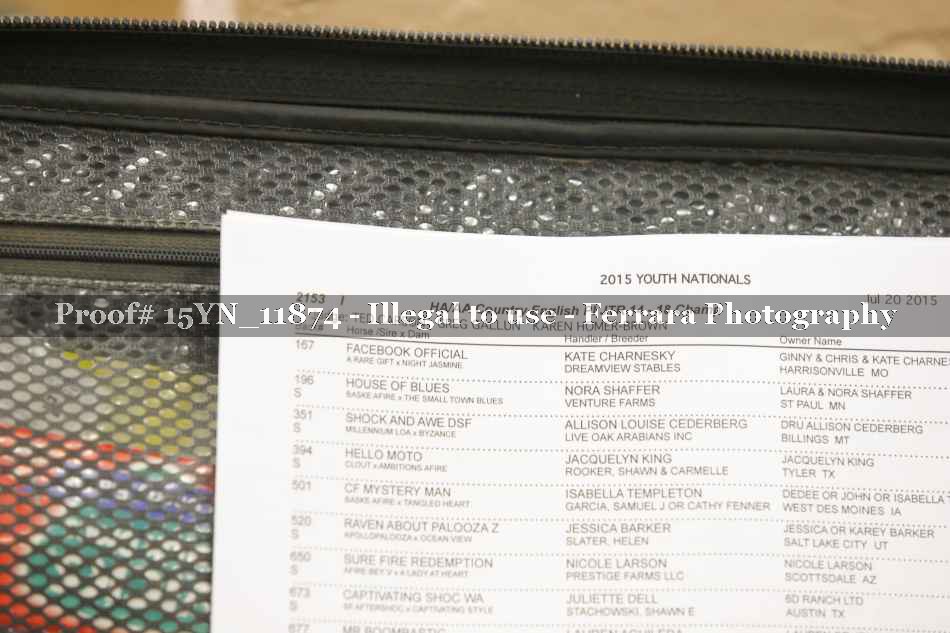 2015 YOUTH NATIONALS
2153 Jul 20 2015
Proof# 15YN_11874 - Illegal to use - Ferrara Photography
GREG GALLUN KAREN HOMER-BROWN
Horse /Sire x Dam Handler / Breeder Owner Name
167 FACEBOOK OFFICIAL KATE CHARNESKY GINNY & CHRIS & KATE CHARNES
A RARE GIFT x NIGHT JASMINE DREAMVIEW STABLES HARRISONVILLE MO
196 HOUSE OF BLUES NORA SHAFFER LAURA & NORA SHAFFER
S BASKE AFIRE x THE SMALL TOWN BLUES VENTURE FARMS ST PAUL MN
351 SHOCK AND AWE DSF ALLISON LOUISE CEDERBERG DRU ALLISON CEDERBERG
S MILLENNIUM LOA x BYZANCE LIVE OAK ARABIANS INC BILLINGS MT
394 HELLO MOTO JACQUELYN KING JACQUELYN KING
S CLOUT x AMBITIONS AFIRE ROOKER, SHAWN & CARMELLE TYLER TX
501 CF MYSTERY MAN ISABELLA TEMPLETON DEDEE OR JOHN OR ISABELLA
BASKE AFIRE x TANGLED HEART GARCIA, SAMUEL J OR CATHY FENNER WEST DES MOINES IA
520 RAVEN ABOUT PALOOZA Z JESSICA BARKER JESSICA OR KAREY BARKER
S APOLLOPALOOZA x OCEAN VIEW SLATER, HELEN SALT LAKE CITY UT
650 SURE FIRE REDEMPTION NICOLE LARSON NICOLE LARSON
S AFIRE BEY V x A LADY AT HEART PRESTIGE FARMS LLC SCOTTSDALE AZ
673 CAPTIVATING SHOC WA JULIETTE DELL 6D RANCH LTD
S SF AFTERSHOC x CAPTIVATING STYLE STACHOWSKI, SHAWN E AUSTIN TX
677 MR BOOMBASTIC LAUREN AGUILERA